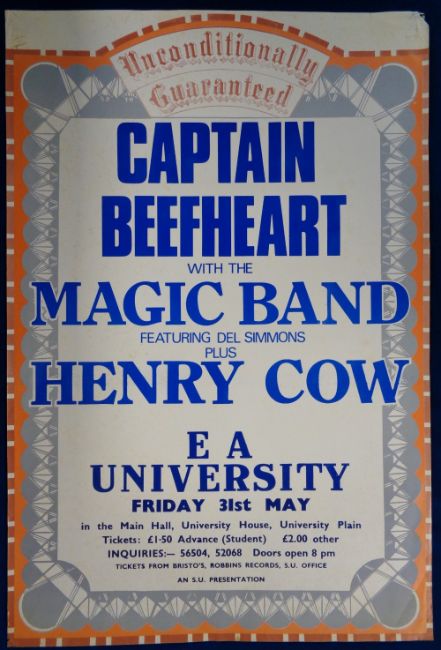 Unconditionally
Guaranteed
CAPTAIN
BEEFHEART
WITH THE
MAGIC BAND
FEATURING DEL SIMMONS
PLUS
HENRY COW
E A
UNIVERSITY
FRIDAY 31st MAY
in the Main Hall, University House, University Plain
Tickets: £1·50 Advance (Student) £2.00 other
INQUIRIES:— 56504, 52068 Doors open 8 pm
TICKETS FROM BRISTO'S, ROBBINS RECORDS, S.U. OFFICE
AN S.U. PRESENTATION